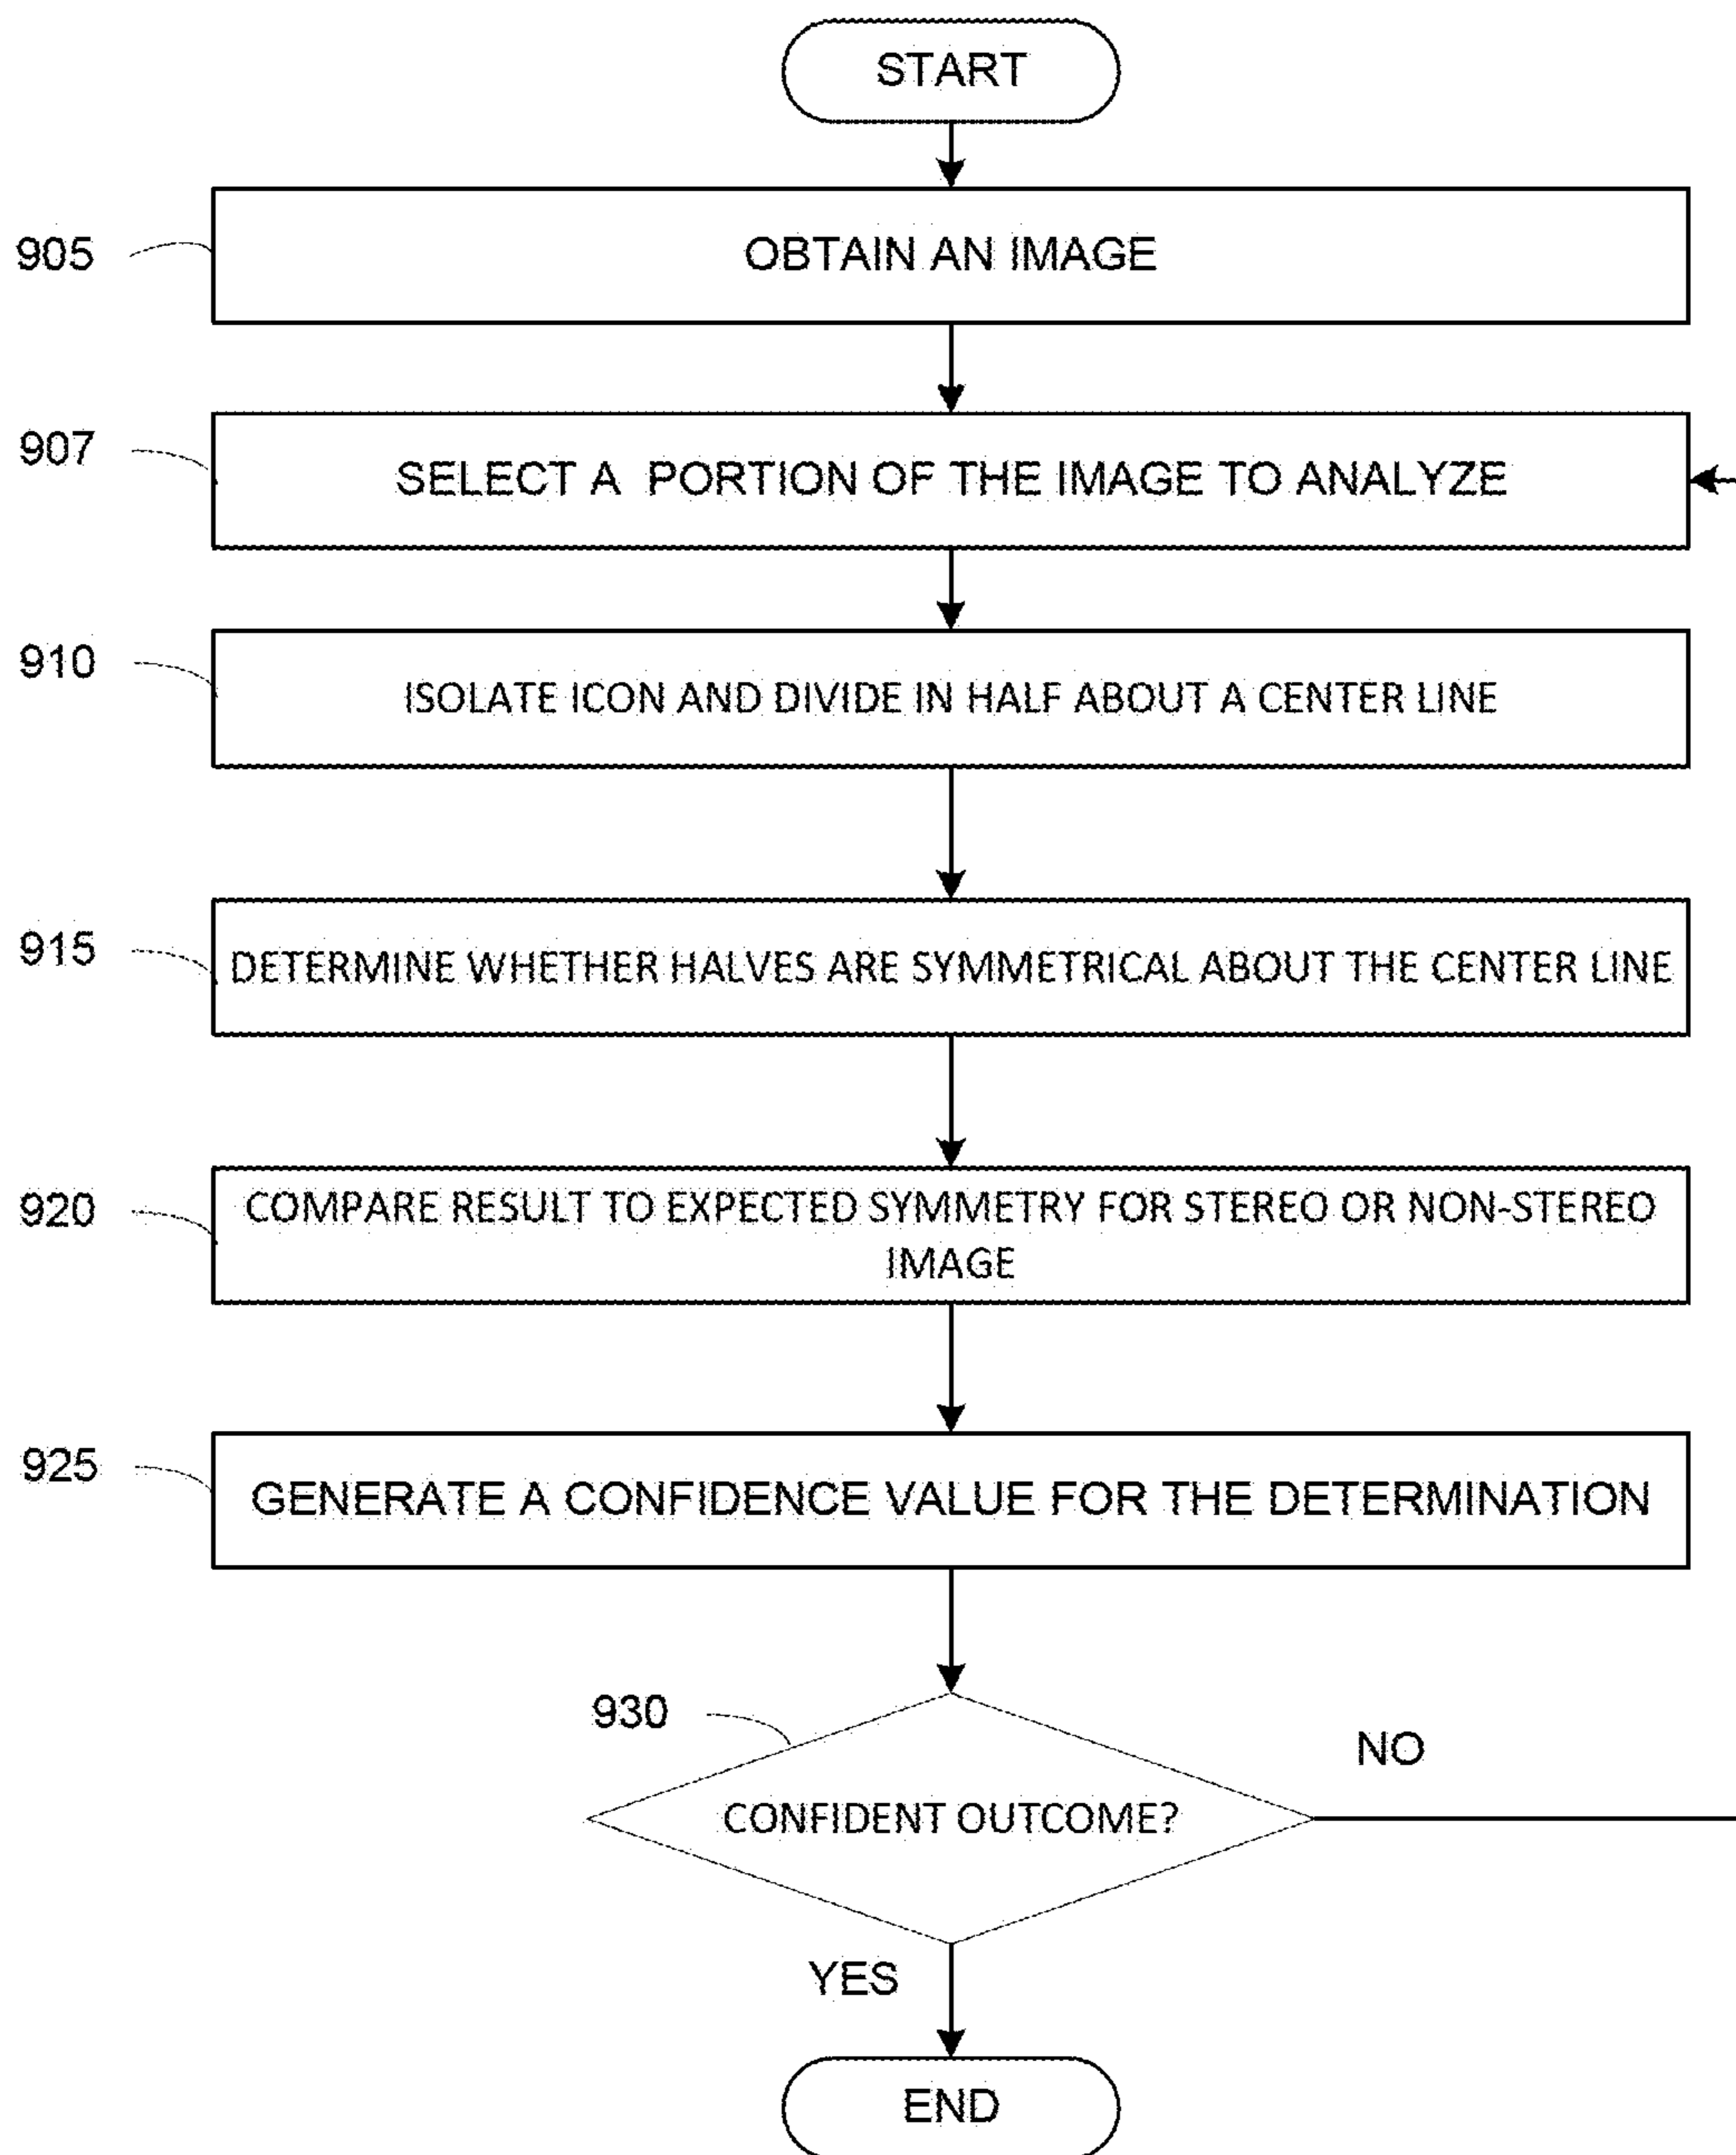 START
905
OBTAIN AN IMAGE
907
SELECT A PORTION OF THE IMAGE TO ANALYZE
910
ISOLATE ICON AND DIVIDE IN HALF ABOUT A CENTER LINE
915
DETERMINE WHETHER HALVES ARE SYMMETRICAL ABOUT THE CENTER LINE
920
COMPARE RESULT TO EXPECTED SYMMETRY FOR STEREO OR NON-STEREO
IMAGE
925
GENERATE A CONFIDENCE VALUE FOR THE DETERMINATION
930
NO
CONFIDENT OUTCOME?
YES
END